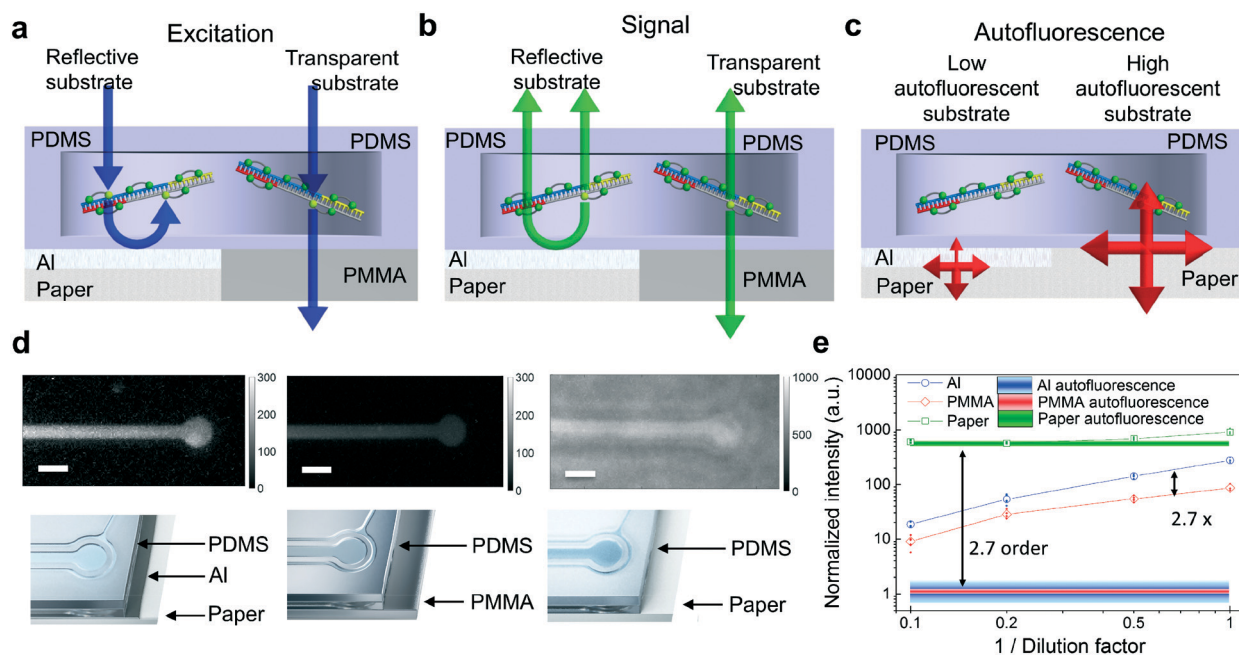 a
Excitation
Reflective
substrate
Transparent
substrate
PDMS
PDMS
Al
Paper
PMMA
b
Signal
Reflective
substrate
Transparent
substrate
PDMS
PDMS
Al
Paper
PMMA
c
Autofluorescence
Low
autofluorescent
substrate
High
autofluorescent
substrate
PDMS
PDMS
Al
Paper
Paper
d
300
200
100
0
300
200
100
0
1000
500
0
PDMS
Al
Paper
PDMS
PMMA
PDMS
Paper
e
Normalized intensity (a.u.)
10000
1000
100
10
1
Al
PMMA
Paper
Al autofluorescence
PMMA autofluorescence
Paper autofluorescence
2.7 order
2.7 x
0.1
0.2
0.5
1
1 / Dilution factor